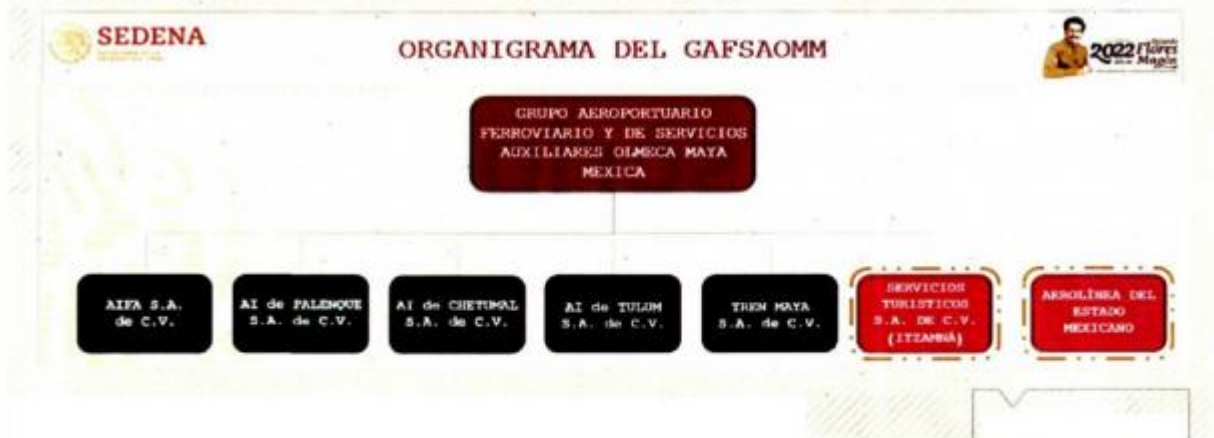 SEDENA
ORGANIGRAMA DEL GAFSAOMM
2022 Flores
Magón
GRUPO AEROPORTUARIO
FERROVIARIO Y DE SERVICIOS
AUXILIARES OLMECA MAYA
MEXICA
AIFA S.A.
de C.V.
AI de PALENQUE
S.A. de C.V.
AI de CHETUMAL
S.A. de C.V.
AI de TULUM
S.A. de C.V.
TREN MAYA
S.A. de C.V.
SERVICIOS
TURISTICOS
S.A. DE C.V.
(ITZAMNÁ)
AEROLÍNEA DEL
ESTADO
MEXICANO